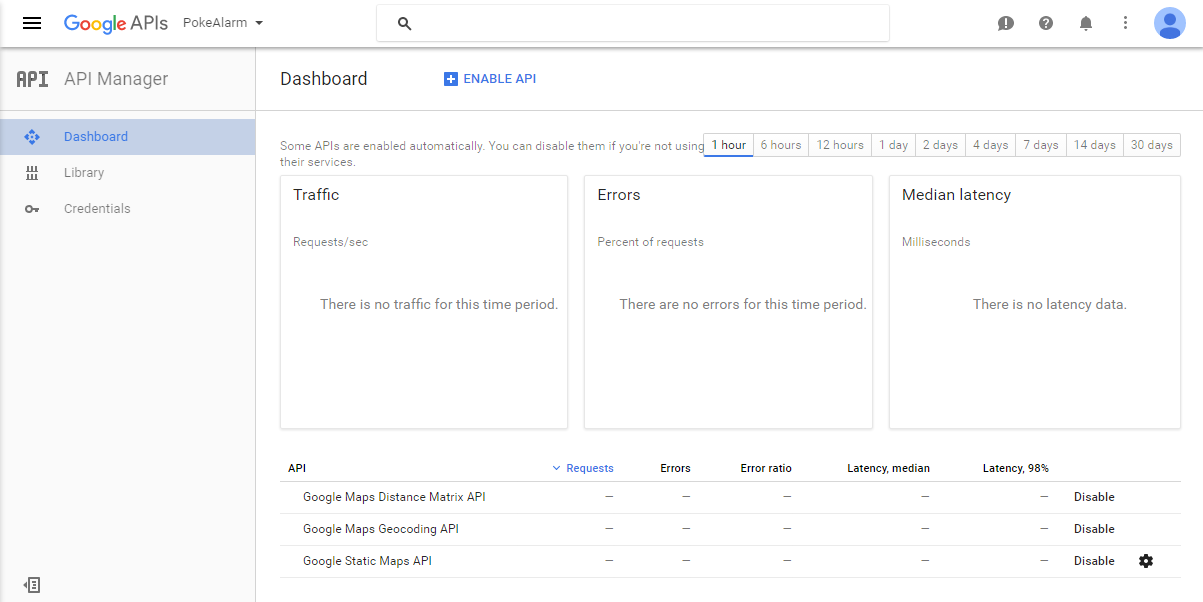 Google APIs PokeAlarm
API API Manager
Dashboard ENABLE API
Dashboard
Library
Credentials
Some APIs are enabled automatically. You can disable them if you're not using
their services.
1 hour 6 hours 12 hours 1 day 2 days 4 days 7 days 14 days 30 days
Traffic
Requests/sec
There is no traffic for this time period.
Errors
Percent of requests
There are no errors for this time period.
Median latency
Milliseconds
There is no latency data.
API Requests Errors Error ratio Latency, median Latency, 98%
Google Maps Distance Matrix API — — — — — Disable
Google Maps Geocoding API — — — — — Disable
Google Static Maps API — — — — — Disable